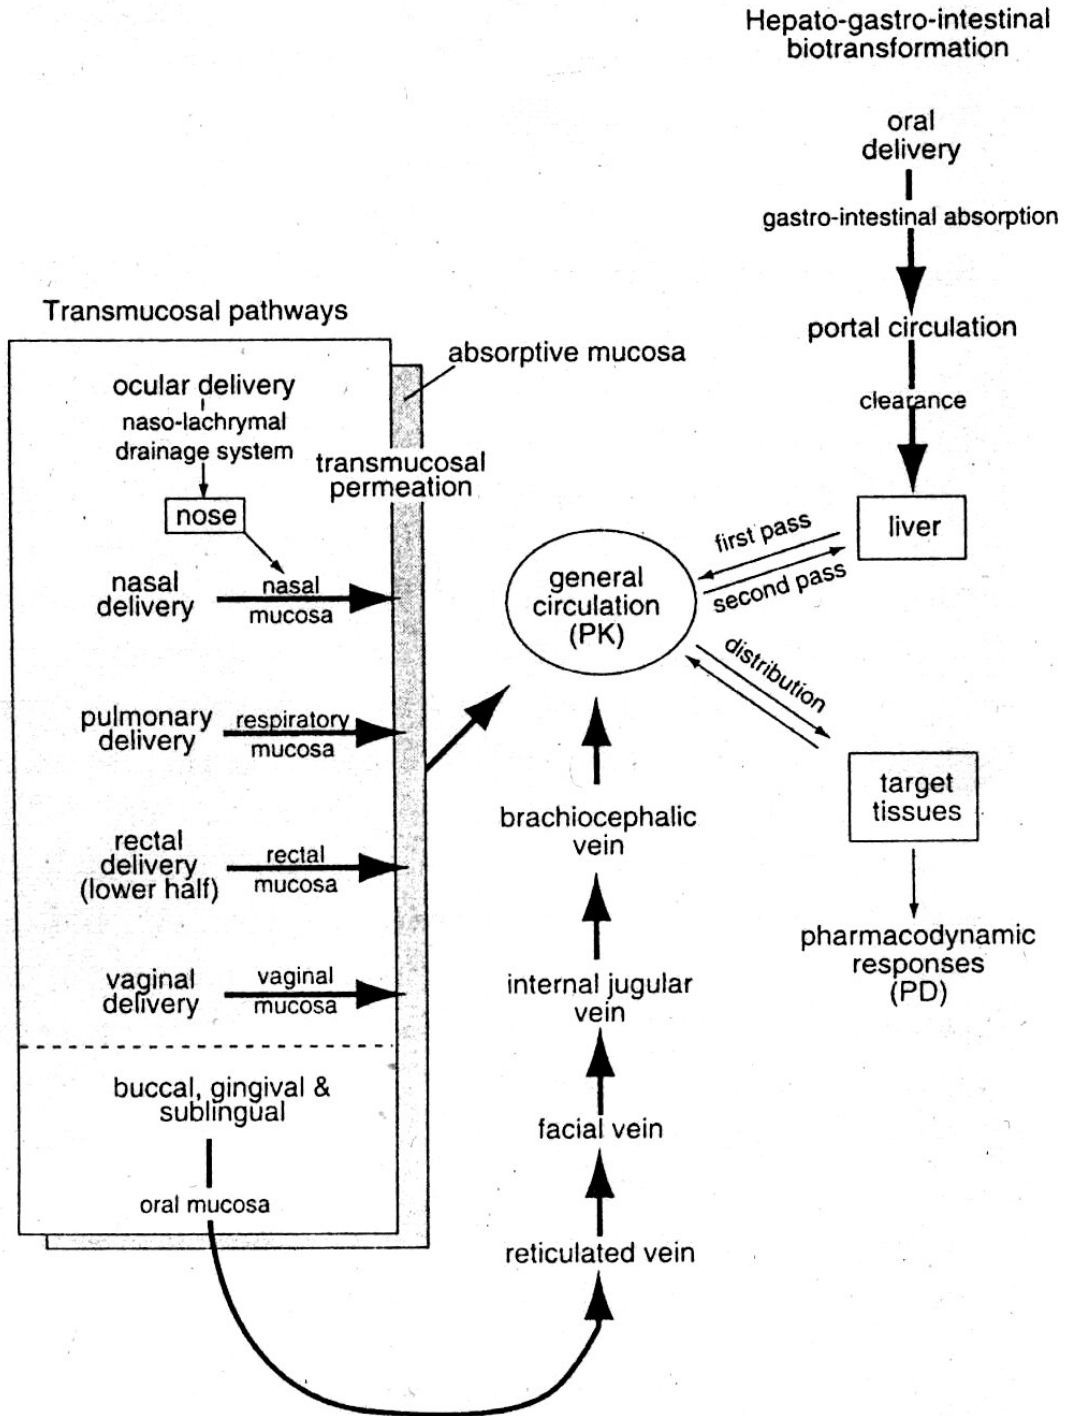 Hepato-gastro-intestinal
biotransformation
oral
delivery
gastro-intestinal absorption
portal circulation
clearance
liver
first pass
second pass
general
circulation
(PK)
distribution
target
tissues
pharmacodynamic
responses
(PD)
Transmucosal pathways
absorptive mucosa
ocular delivery
naso-lachrymal
drainage system
transmucosal
permeation
nose
nasal
delivery
nasal
mucosa
pulmonary
delivery
respiratory
mucosa
rectal
delivery
(lower half)
rectal
mucosa
vaginal
delivery
vaginal
mucosa
buccal, gingival &
sublingual
oral mucosa
brachiocephalic
vein
internal jugular
vein
facial vein
reticulated vein